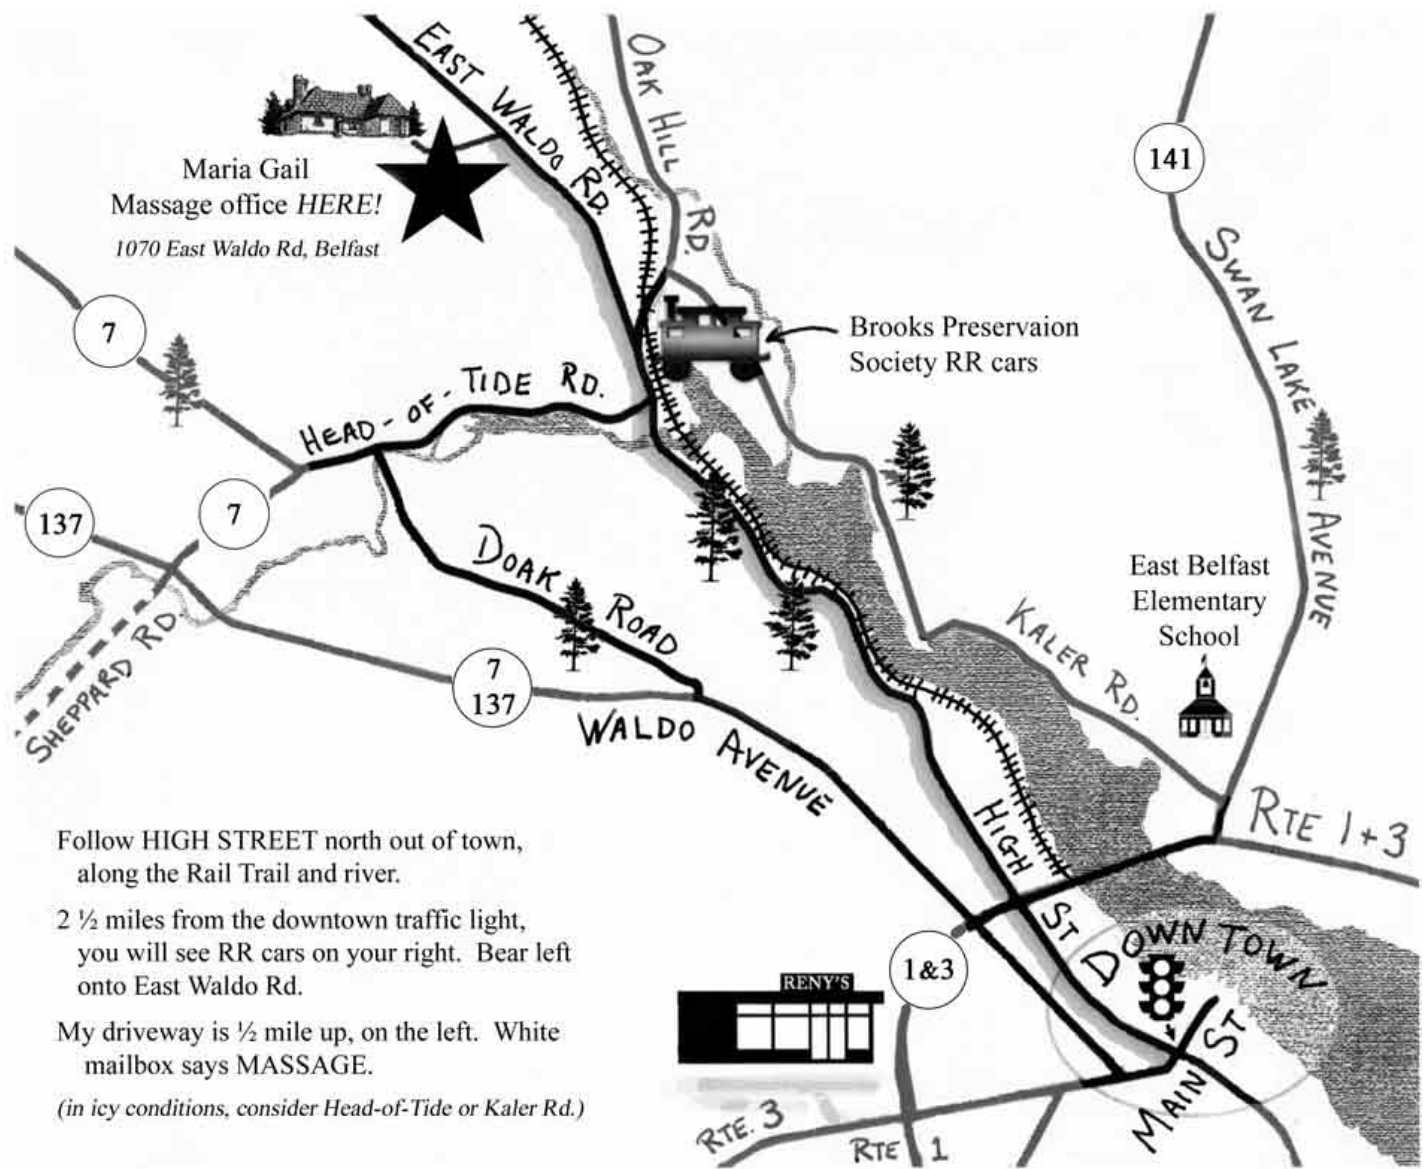 EAST WALDO RD.
OAK HILL RD.
141
Maria Gail
Massage office HERE!
1070 East Waldo Rd, Belfast
SWAN LAKE AVENUE
7
Brooks Preservaion
Society RR cars
HEAD-OF-TIDE RD.
7
137
DOAK ROAD
East Belfast
Elementary
School
KALER RD.
SHEPPARD RD.
7
137
WALDO AVENUE
HIGH ST
RTE 1+3
Follow HIGH STREET north out of town,
along the Rail Trail and river.
2 ½ miles from the downtown traffic light,
you will see RR cars on your right. Bear left
onto East Waldo Rd.
My driveway is ½ mile up, on the left. White
mailbox says MASSAGE.
(in icy conditions, consider Head-of-Tide or Kaler Rd.)
DOWNTOWN
1&3
RENY'S
MAIN ST
RTE. 3
RTE 1